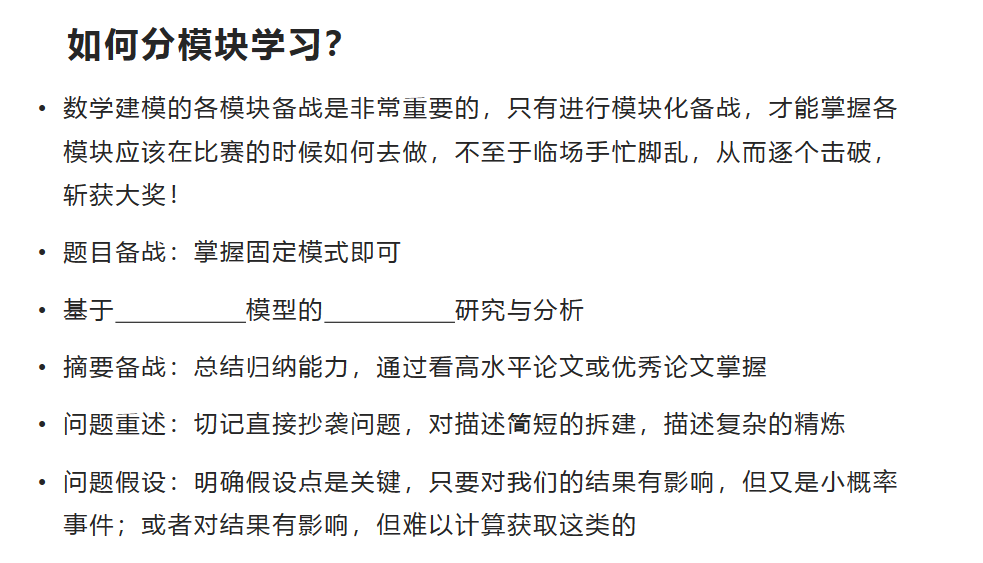 如何分模块学习？
• 数学建模的各模块备战是非常重要的，只有进行模块化备战，才能掌握各
模块应该在比赛的时候如何去做，不至于临场手忙脚乱，从而逐个击破，
斩获大奖！
• 题目备战：掌握固定模式即可
• 基于__________模型的__________研究与分析
• 摘要备战：总结归纳能力，通过看高水平论文或优秀论文掌握
• 问题重述：切记直接抄袭问题，对描述简短的拆建，描述复杂的精炼
• 问题假设：明确假设点是关键，只要对我们的结果有影响，但又是小概率
事件；或者对结果有影响，但难以计算获取这类的